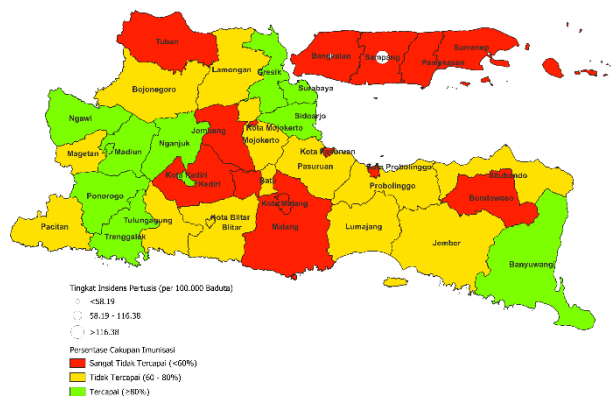 Tuban
Bangkalan
Sampang
Sumenep
Pamekasan
Lamongan
Gresik
Bojonegoro
Surabaya
Sidoarjo
Ngawi
Jombang
Kota Mojokerto
Mojokerto
Magetan
Madiun
Nganjuk
Kota Pasuruan
Pasuruan
Kota Probolinggo
Probolinggo
Situbondo
Kota Kediri
Kediri
Batu
Bondowoso
Ponorogo
Kota Malang
Malang
Pacitan
Tulungagung
Kota Blitar
Blitar
Trenggalek
Lumajang
Jember
Banyuwangi
Tingkat Insidens Pertusis (per 100.000 Baduta)
<58.19
58.19 - 116.38
>116.38
Persentase Cakupan Imunisasi
Sangat Tidak Tercapai (<60%)
Tidak Tercapai (60 - 80%)
Tercapai (≥80%)